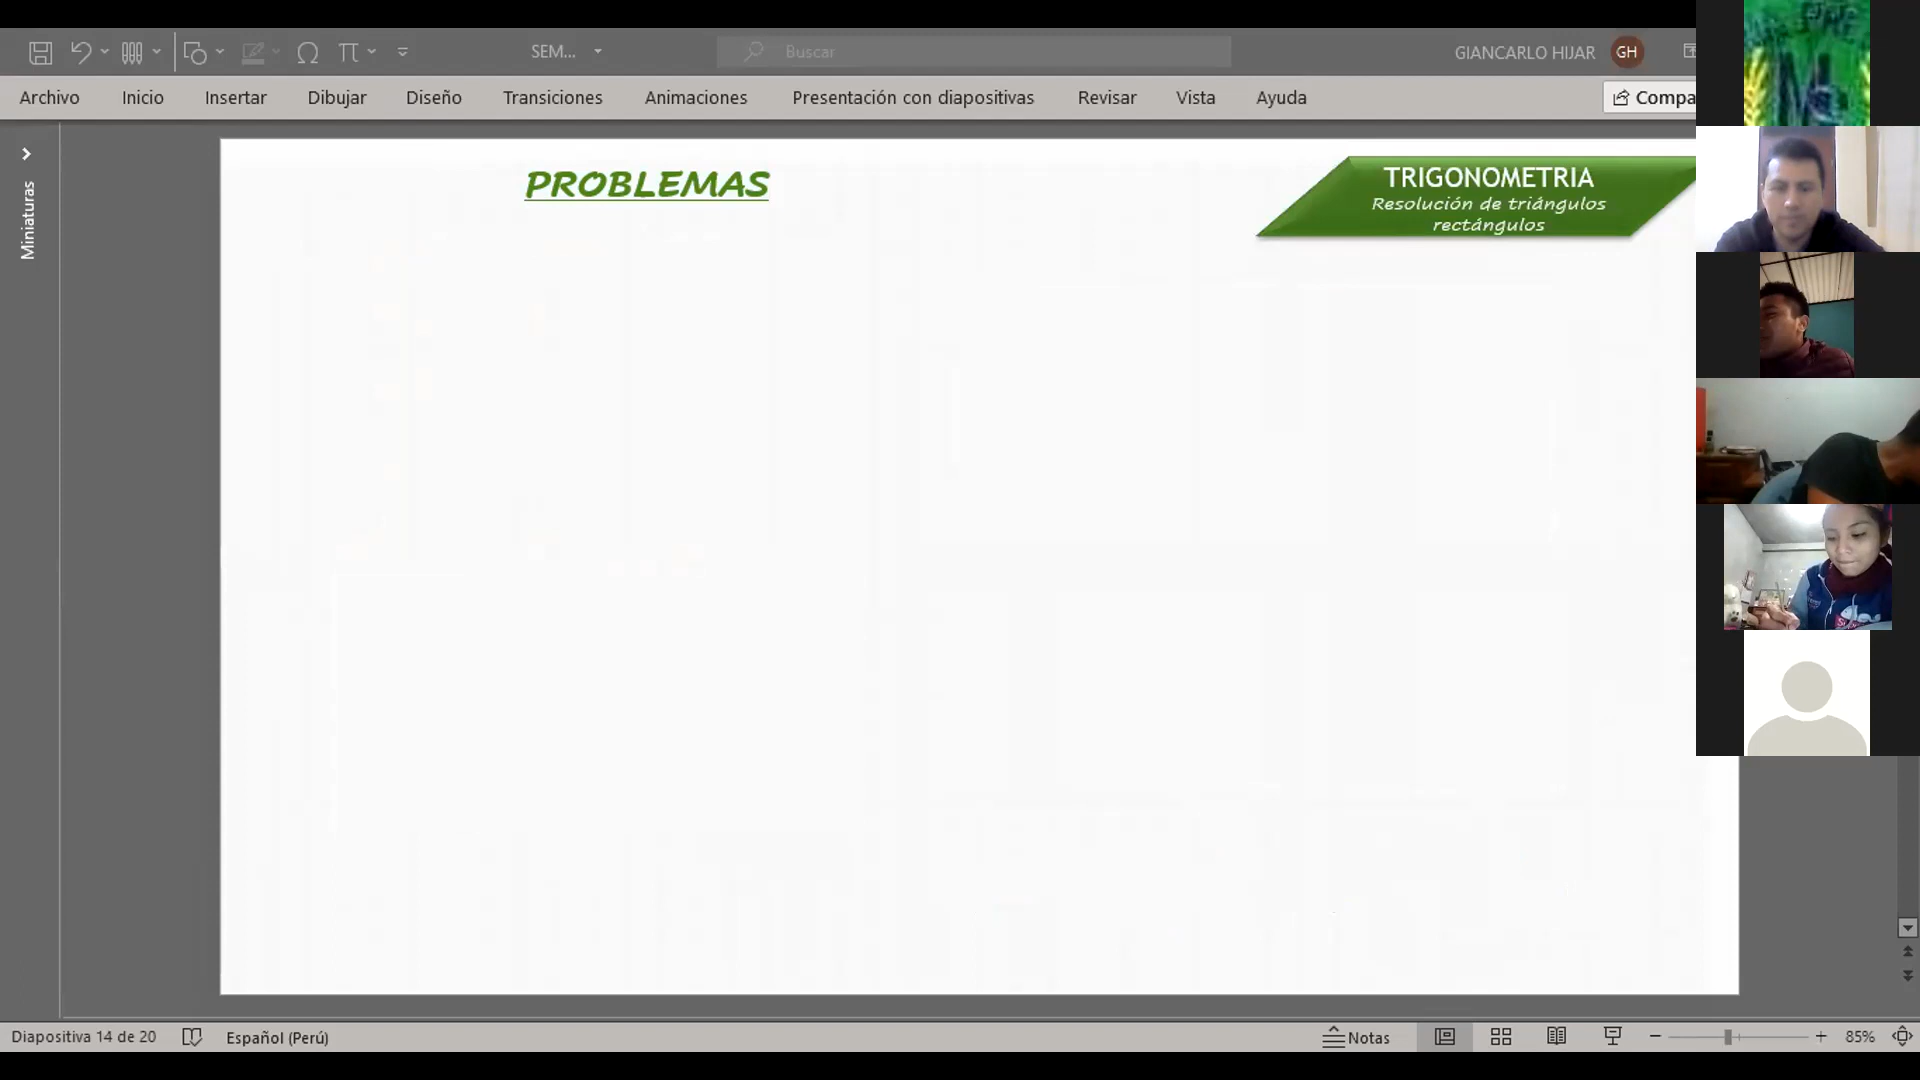 SEM...
Buscar
GIANCARLO HIJAR
GH
Archivo
Inicio
Insertar
Dibujar
Diseño
Transiciones
Animaciones
Presentación con diapositivas
Revisar
Vista
Ayuda
Compa
Miniaturas
PROBLEMAS
TRIGONOMETRIA
Resolución de triángulos
rectángulos
Diapositiva 14 de 20
Español (Perú)
Notas
85%